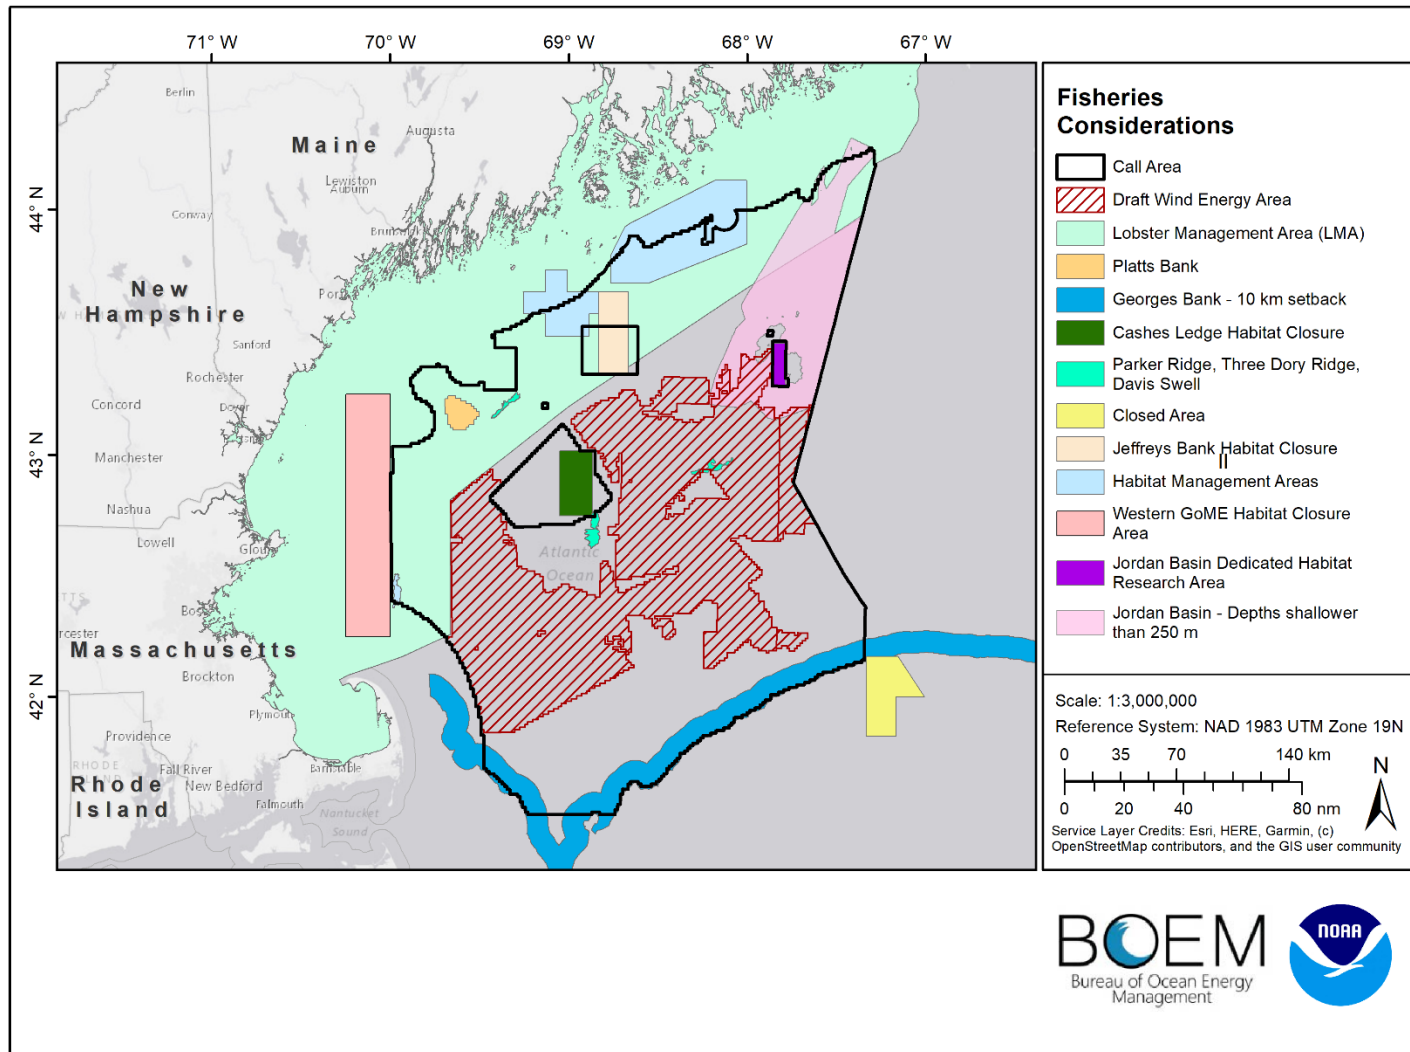 71° W
70° W
69° W
68° W
67° W
44° N
43° N
42° N
Berlin
Augusta
Maine
Lewiston
Auburn
Conway
New
Hampshire
Sanford
Rochester
Concord
Dover
Manchester
Nashua
Lowell
Massachusetts
Brockton
Plymouth
Providence
Fall River
New Bedford
Barnstable
Falmouth
Rhode
Island
Nantucket
Sound
Atlantic
Ocean
Fisheries
Considerations
Call Area
Draft Wind Energy Area
Lobster Management Area (LMA)
Platts Bank
Georges Bank - 10 km setback
Cashes Ledge Habitat Closure
Parker Ridge, Three Dory Ridge,
Davis Swell
Closed Area
II
Jeffreys Bank Habitat Closure
Habitat Management Areas
Western GoME Habitat Closure
Area
Jordan Basin Dedicated Habitat
Research Area
Jordan Basin - Depths shallower
than 250 m
Scale: 1:3,000,000
Reference System: NAD 1983 UTM Zone 19N
0 35 70 140 km
0 20 40 80 nm
N
Service Layer Credits: Esri, HERE, Garmin, (c)
OpenStreetMap contributors, and the GIS user community
BOEM
Bureau of Ocean Energy
Management
NOAA